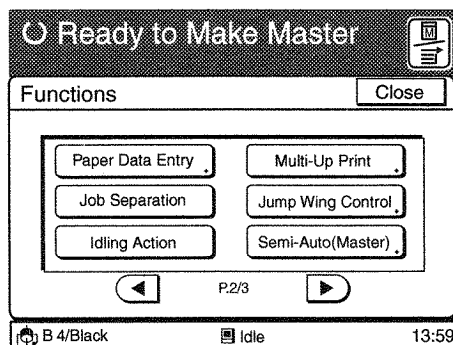 Ready to Make Master
Functions
Close
Paper Data Entry
Multi-Up Print
Job Separation
Jump Wing Control
Idling Action
Semi-Auto(Master)
P.2/3
B 4/Black
Idle
13:59